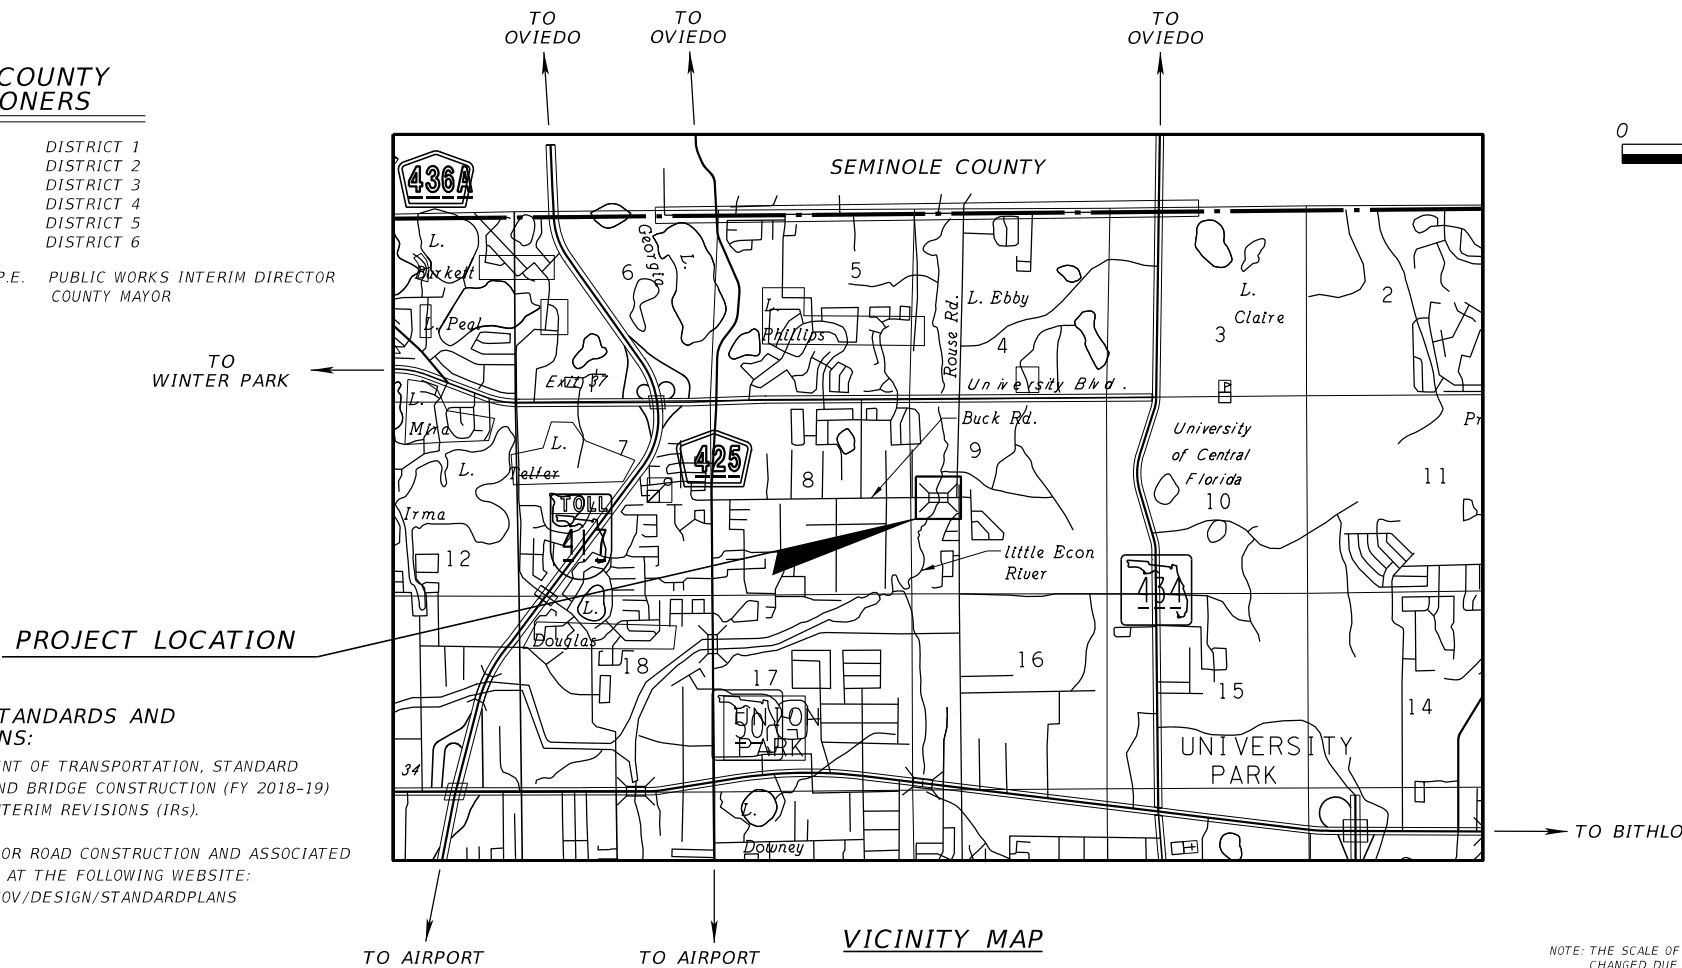 TO
OVIEDO
TO
OVIEDO
TO
OVIEDO
COUNTY
ONERS
DISTRICT 1
DISTRICT 2
DISTRICT 3
DISTRICT 4
DISTRICT 5
DISTRICT 6
P.E. PUBLIC WORKS INTERIM DIRECTOR
COUNTY MAYOR
TO
WINTER PARK
PROJECT LOCATION
TANDARDS AND
NS:
NT OF TRANSPORTATION, STANDARD
ND BRIDGE CONSTRUCTION (FY 2018-19)
NTERIM REVISIONS (IRs).
OR ROAD CONSTRUCTION AND ASSOCIATED
AT THE FOLLOWING WEBSITE:
OV/DESIGN/STANDARDPLANS
SEMINOLE COUNTY
436A
L.
Burkett
L. Peal
Georgia
L.
6
5
L.
Phillips
Rouse Rd.
L. Ebby
4
L.
Claire
3
2
Exit 37
University Blvd.
Buck Rd.
L.
Mira
L.
Irma
L.
Telfer
7
425
8
9
University
of Central
Florida
10
11
Pr
TOLL
417
12
little Econ
River
434
L.
Douglas
18
17
16
15
14
UNION
PARK
UNIVERSITY
PARK
34
L.
Downey
0
TO BITHLO
TO AIRPORT
TO AIRPORT
VICINITY MAP
NOTE: THE SCALE OF
CHANGED DUE